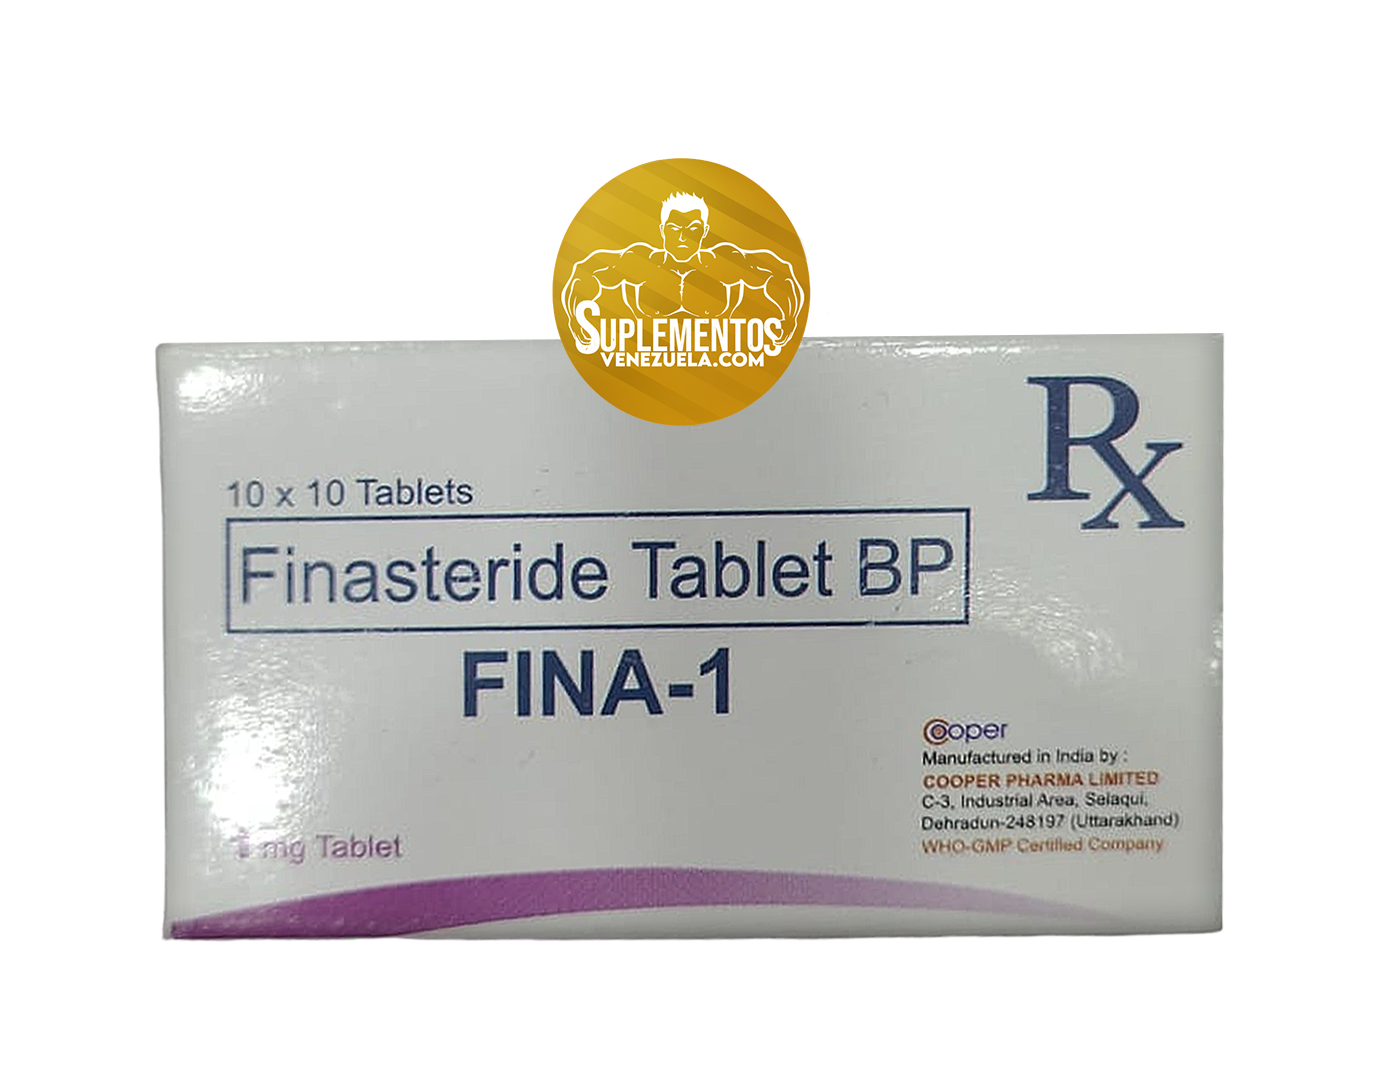 SUPLEMENTOS
VENEZUELA.COM
Rx
10 x 10 Tablets
Finasteride Tablet BP
FINA-1
1 mg Tablet
Cooper
Manufactured in India by :
COOPER PHARMA LIMITED
C-3, Industrial Area, Selaqui,
Dehradun-248197 (Uttarakhand)
WHO-GMP Certified Company